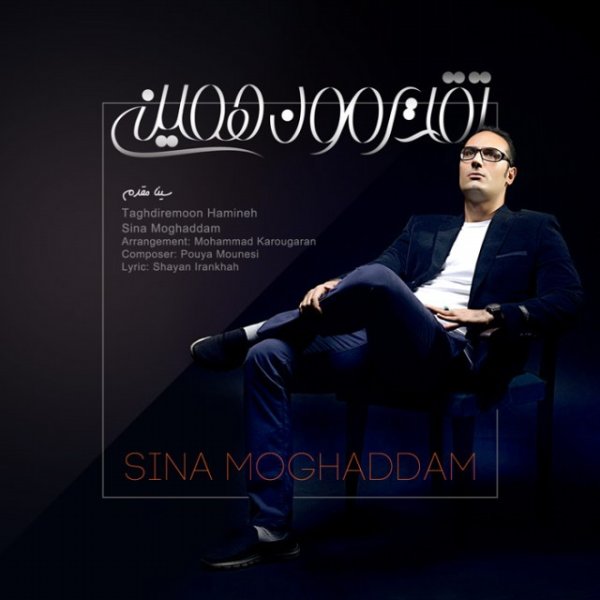 تقدیرمون همینه
سینا مقدم
Taghdiremoon Hamineh
Sina Moghaddam
Arrangement: Mohammad Karougaran
Composer: Pouya Mounesi
Lyric: Shayan Irankhah
SINA MOGHADDAM